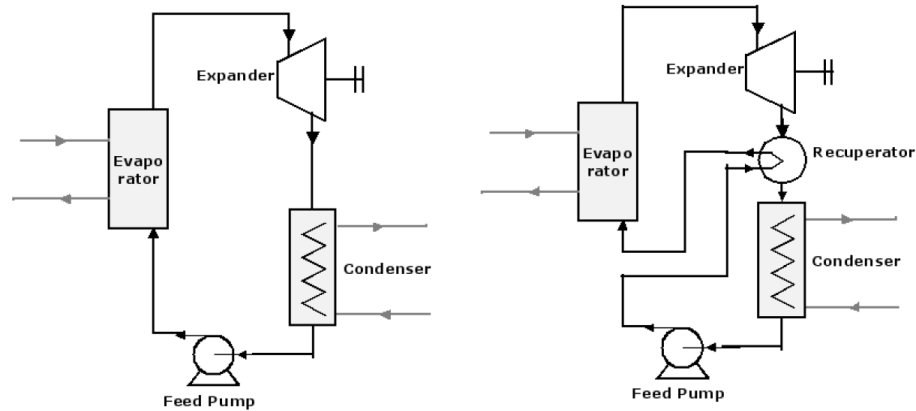 Expander
Evapo
rator
Condenser
Feed Pump
Expander
Recuperator
Evapo
rator
Condenser
Feed Pump